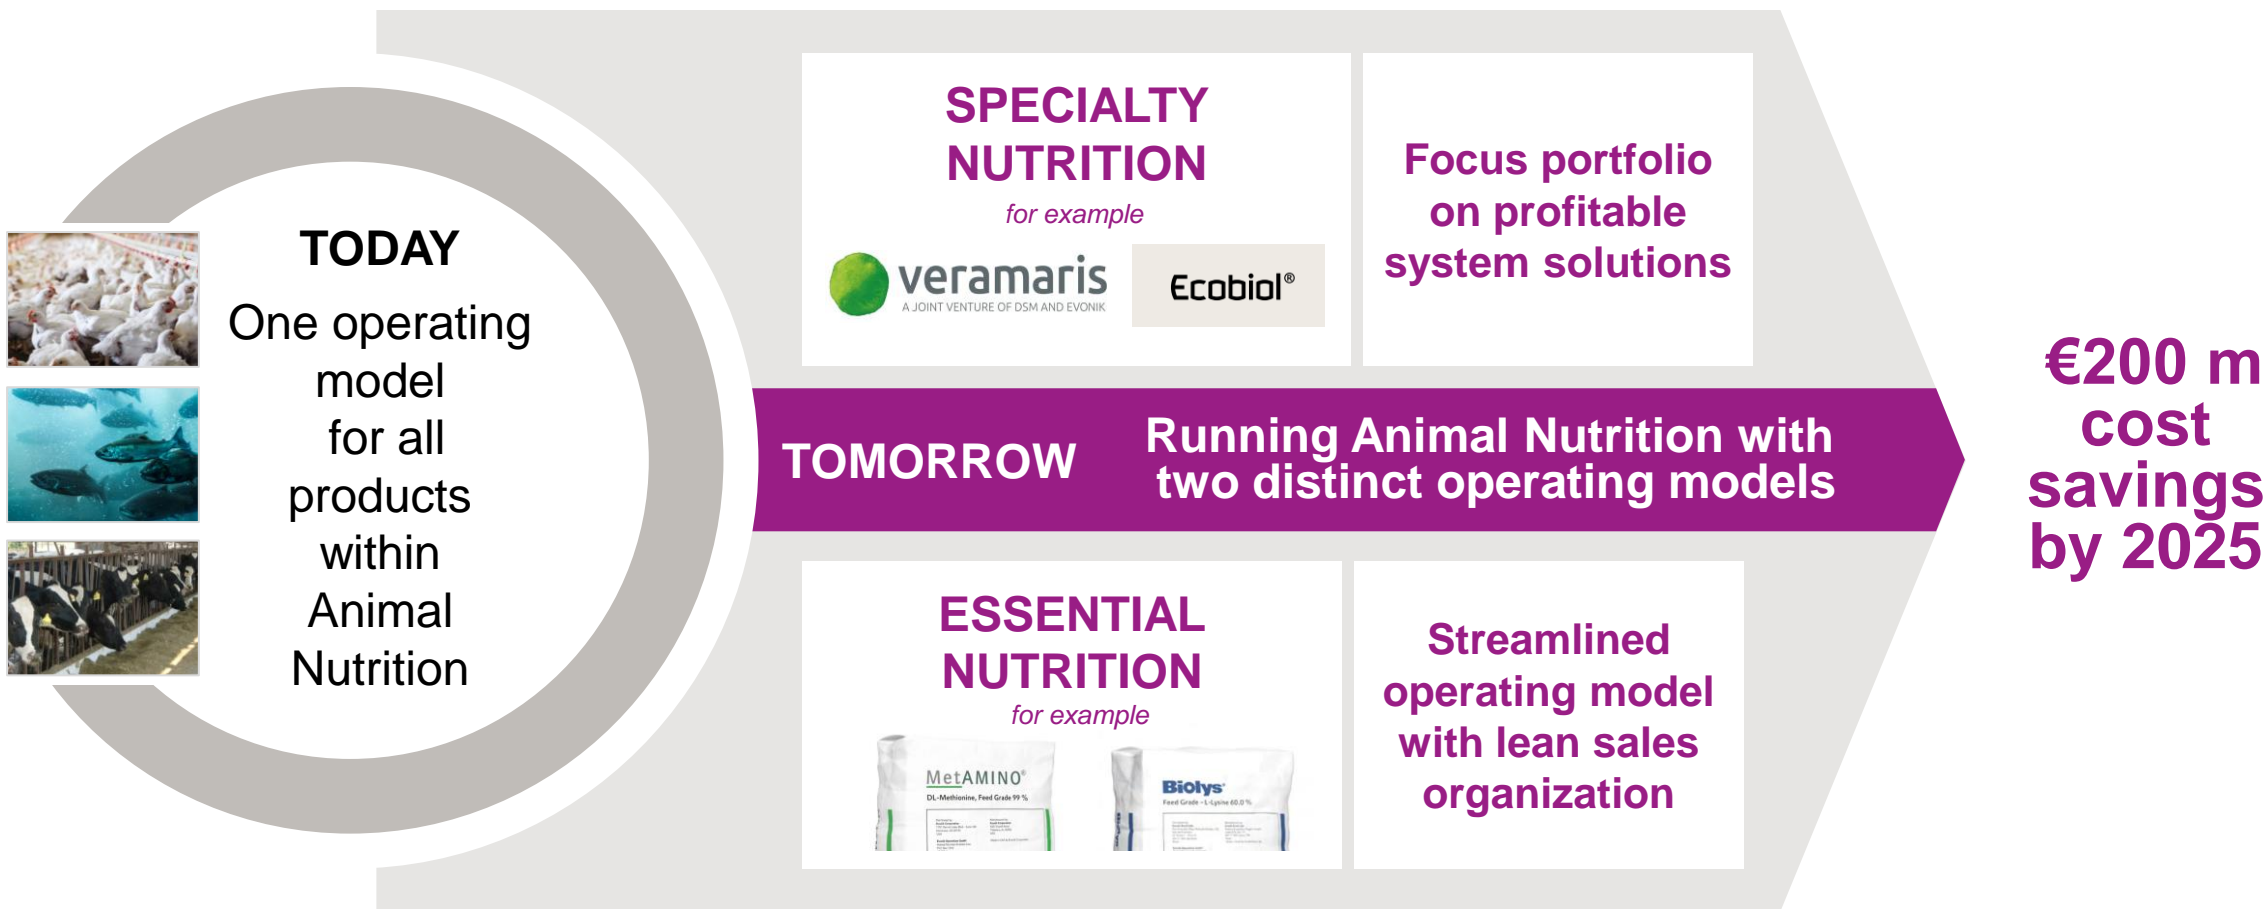 TODAY
One operating
model
for all
products
within
Animal
Nutrition
SPECIALTY
NUTRITION
for example
veramaris
A JOINT VENTURE OF DSM AND EVONIK
Ecobiol®
Focus portfolio
on profitable
system solutions
TOMORROW
Running Animal Nutrition with
two distinct operating models
ESSENTIAL
NUTRITION
for example
MetAMINO®
DL-Methionine, Feed Grade 99 %
Biolys®
Feed Grade – L-Lysine 60.0 %
Streamlined
operating model
with lean sales
organization
€200 m
cost
savings
by 2025